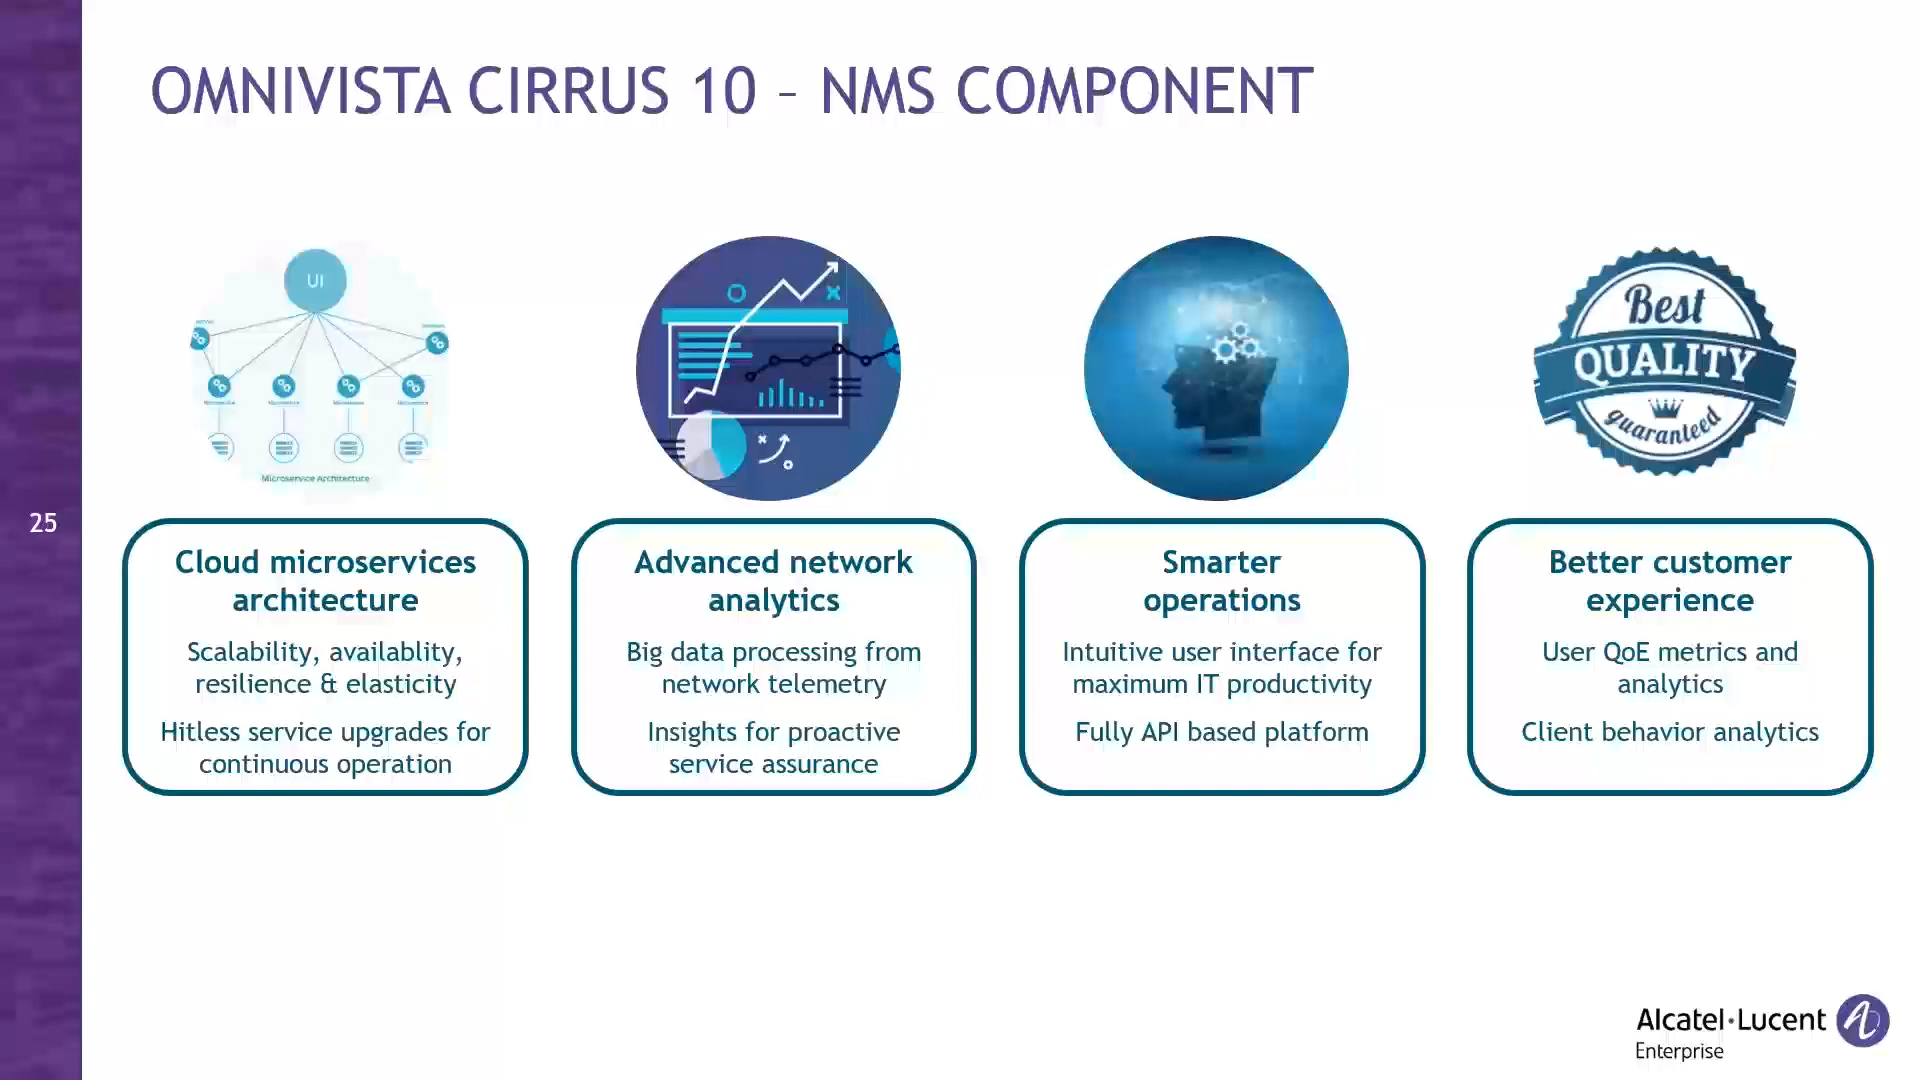 OMNIVISTA CIRRUS 10 – NMS COMPONENT
UI
Microservice Architecture
Best
QUALITY
guaranteed
25
Cloud microservices
architecture
Scalability, availablity,
resilience & elasticity
Hitless service upgrades for
continuous operation
Advanced network
analytics
Big data processing from
network telemetry
Insights for proactive
service assurance
Smarter
operations
Intuitive user interface for
maximum IT productivity
Fully API based platform
Better customer
experience
User QoE metrics and
analytics
Client behavior analytics
Alcatel·Lucent
Enterprise